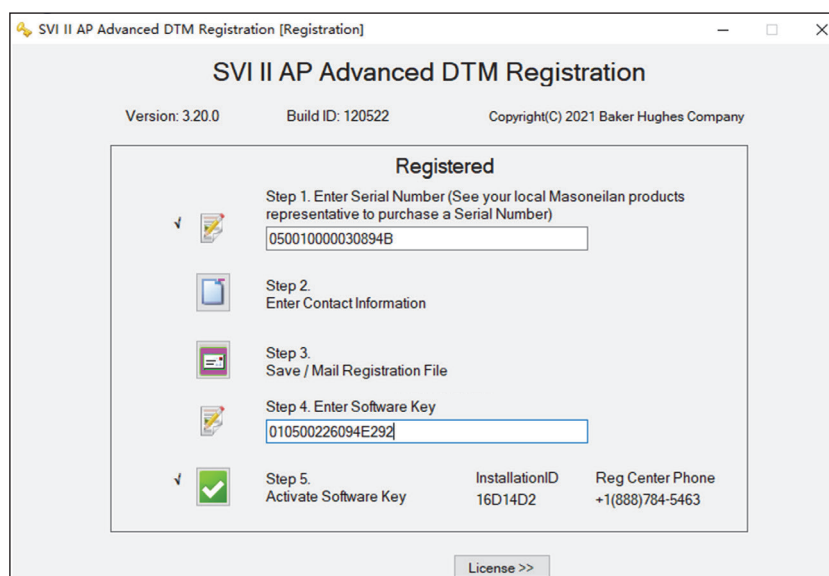 SVI II AP Advanced DTM Registration [Registration]
SVI II AP Advanced DTM Registration
Version: 3.20.0 Build ID: 120522 Copyright(C) 2021 Baker Hughes Company
Registered
Step 1. Enter Serial Number (See your local Masoneilan products
representative to purchase a Serial Number)
050010000030894B
Step 2.
Enter Contact Information
Step 3.
Save / Mail Registration File
Step 4. Enter Software Key
010500226094E292
Step 5. InstallationID Reg Center Phone
Activate Software Key 16D14D2 +1(888)784-5463
License >>